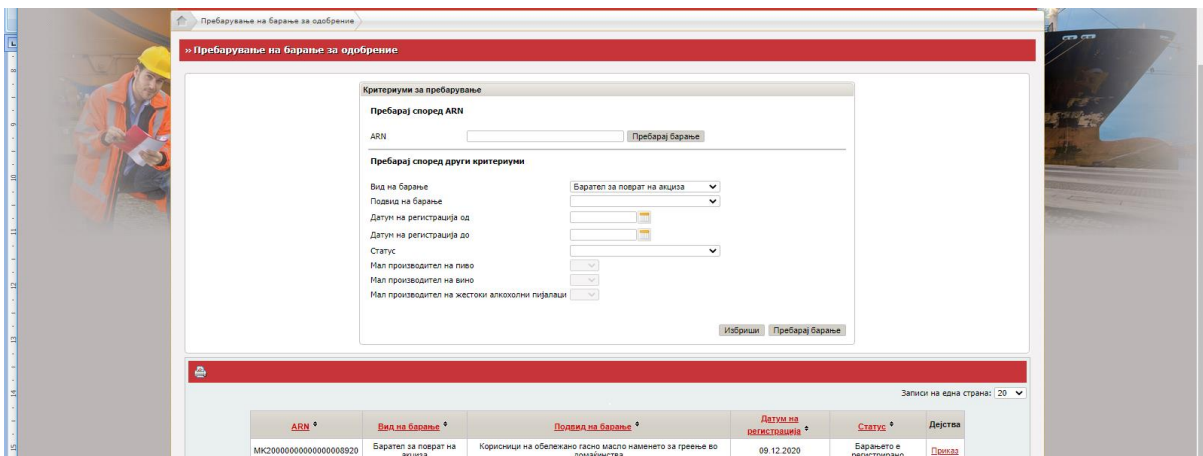 Пребарување на барање за одобрение
» Пребарување на барање за одобрение
Критериуми за пребарување
Пребарај според ARN
ARN Пребарај барање
Пребарај според други критериуми
Вид на барање Барател за поврат на акциза
Подвид на барање
Датум на регистрација од
Датум на регистрација до
Статус
Мал производител на пиво
Мал производител на вино
Мал производител на жестоки алкохолни пијалаци
Избриши Пребарај барање
Записи на една страна: 20
ARN Вид на барање Подвид на барање Датум на регистрација Статус Дејства
MK20000000000000008920 Барател за поврат на акциза Корисници на обележано гасно масло наменето за греење во домаќинства 09.12.2020 Барањето е регистрирано Приказ